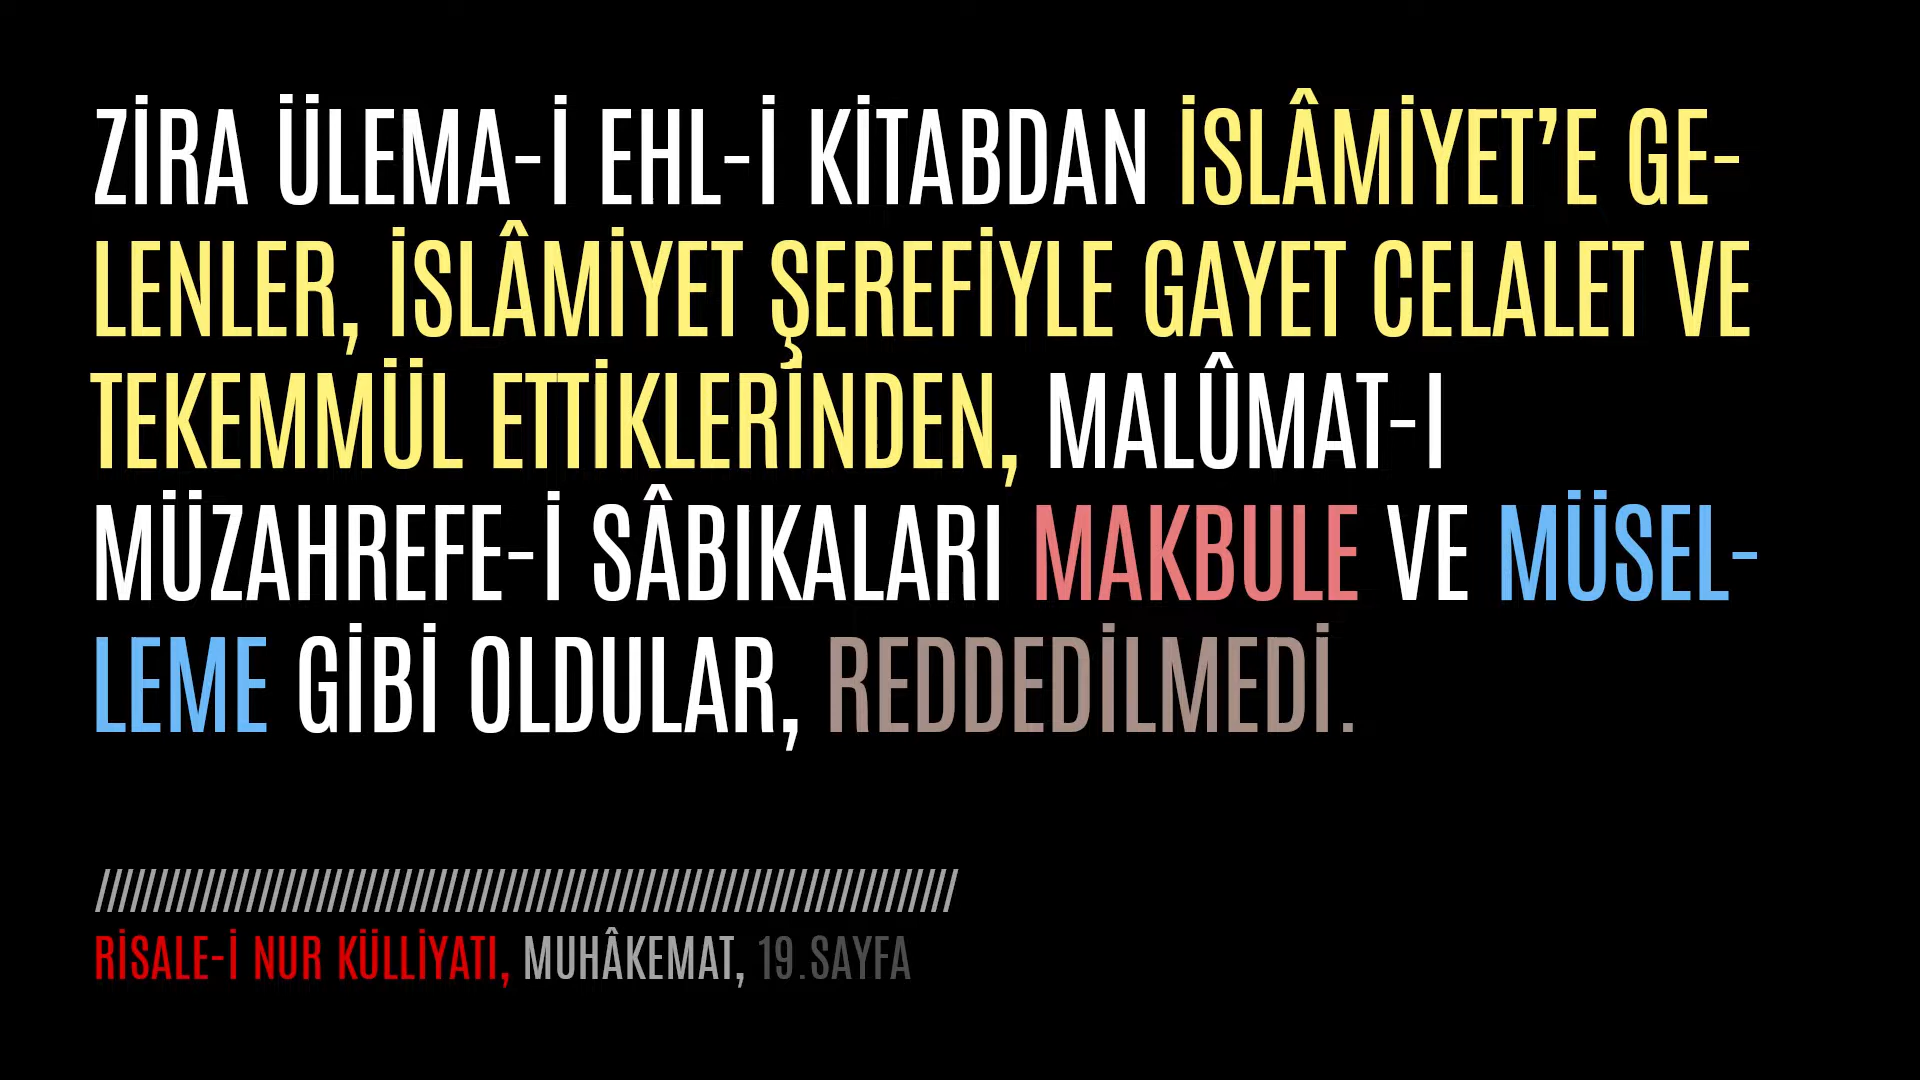 ZİRA ÜLEMA-İ EHL-İ KİTABDAN İSLÂMİYET’E GE-
LENLER, İSLÂMİYET ŞEREFİYLE GAYET CELALET VE
TEKEMMÜL ETTİKLERİNDEN, MALÛMAT-I
MÜZAHREFE-İ SÂBIKALARI MAKBULE VE MÜSEL-
LEME GİBİ OLDULAR, REDDEDİLMEDİ.
//////////////////////////////////////////////////////////////////////////
RİSALE-İ NUR KÜLLİYATI, MUHÂKEMAT, 19.SAYFA